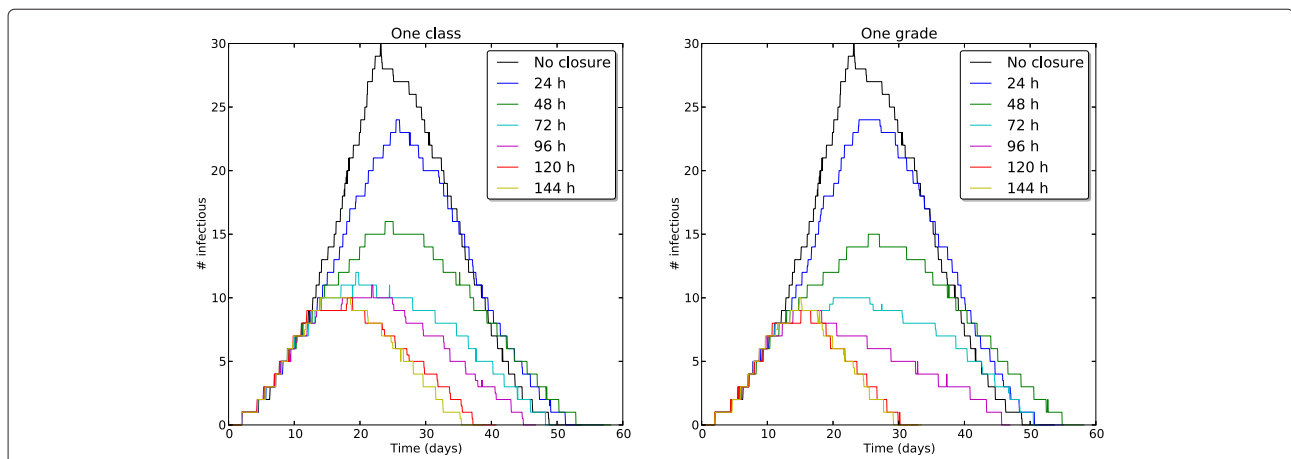 One class
No closure
24 h
48 h
72 h
96 h
120 h
144 h
30
25
20
15
10
5
0
# infectious
0 10 20 30 40 50 60
Time (days)
One grade
No closure
24 h
48 h
72 h
96 h
120 h
144 h
30
25
20
15
10
5
0
# infectious
0 10 20 30 40 50 60
Time (days)